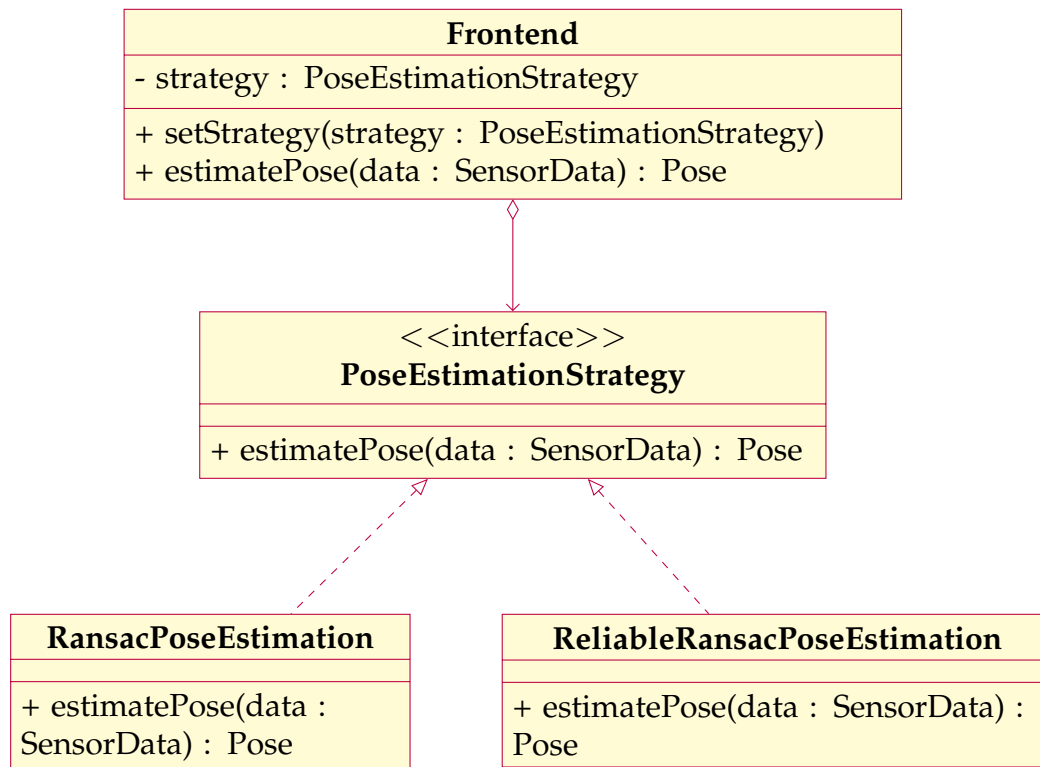 Frontend
- strategy : PoseEstimationStrategy
+ setStrategy(strategy : PoseEstimationStrategy)
+ estimatePose(data : SensorData) : Pose
<<interface>>
PoseEstimationStrategy
+ estimatePose(data : SensorData) : Pose
RansacPoseEstimation
+ estimatePose(data :
SensorData) : Pose
ReliableRansacPoseEstimation
+ estimatePose(data : SensorData) :
Pose